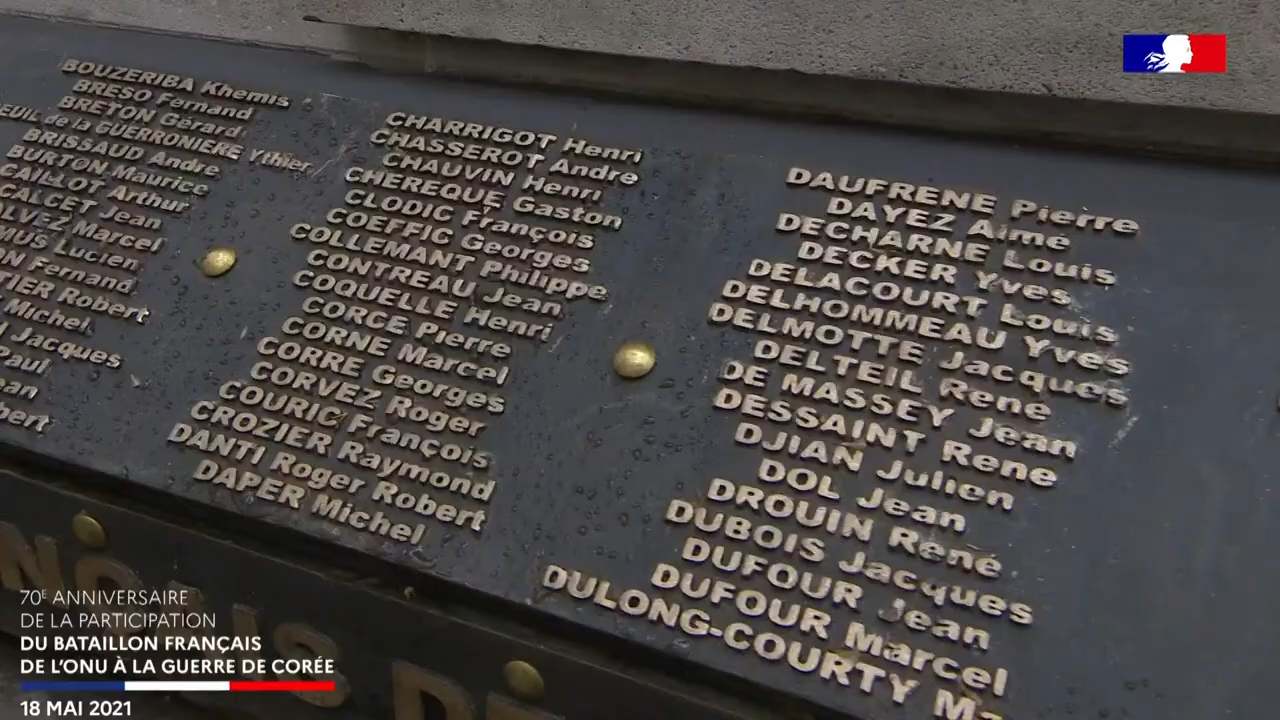 BOUZERIBA Khemis
BRESO Fernand
BRETON Gérard
de la GUERRONIERE Ythier
BRISSAUD Andre
BURTON Maurice
CAILLOT Arthur
CALCET Jean
Marcel
Lucien
Fernand
Robert
Michel
Jacques
Paul
CHARRIGOT Henri
CHASSEROT Andre
CHAUVIN Henri
CHEREQUE Gaston
CLODIC François
COEFFIC Georges
COLLEMANT Philippe
CONTREAU Jean
COQUELLE Henri
CORCE Pierre
CORNE Marcel
CORRE Georges
CORVEZ Roger
COURIC François
CROZIER Raymond
DANTI Roger Robert
DAPER Michel
DAUFRENE Pierre
DAYEZ Aime
DECHARNE Louis
DECKER Yves
DELACOURT Louis
DELHOMMEAU Yves
DELMOTTE Jacques
DELTEIL Rene
DE MASSEY Jean
DESSAINT Rene
DJIAN Julien
DOL Jean
DROUIN René
DUBOIS Jacques
DUFOUR Jean
DUFOUR Marcel
DULONG-COURTY
70E ANNIVERSAIRE
DE LA PARTICIPATION
DU BATAILLON FRANÇAIS
DE L'ONU À LA GUERRE DE CORÉE
18 MAI 2021